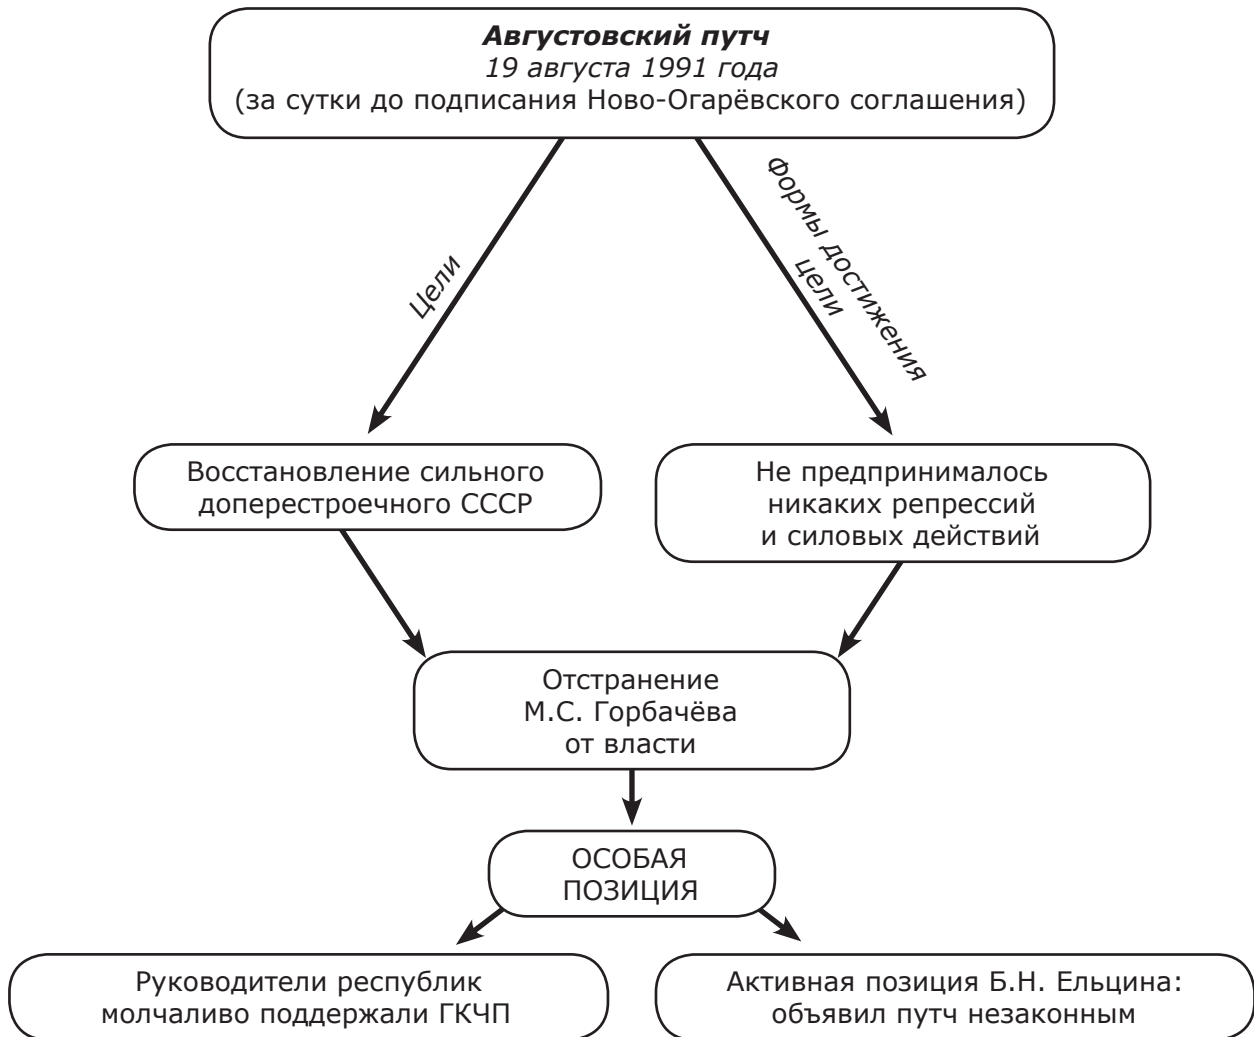 Августовский путч
19 августа 1991 года
(за сутки до подписания Ново-Огарёвского соглашения)
Цели
Формы достижения
цели
Восстановление сильного
доперестроечного СССР
Не предпринималось
никаких репрессий
и силовых действий
Отстранение
М.С. Горбачёва
от власти
ОСОБАЯ
ПОЗИЦИЯ
Руководители республик
молчаливо поддержали ГКЧП
Активная позиция Б.Н. Ельцина:
объявил путч незаконным